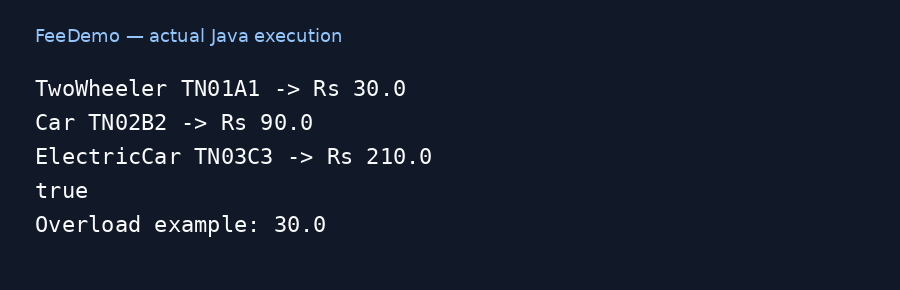 FeeDemo — actual Java execution
TwoWheeler TN01A1 -> Rs 30.0
Car TN02B2 -> Rs 90.0
ElectricCar TN03C3 -> Rs 210.0
true
Overload example: 30.0